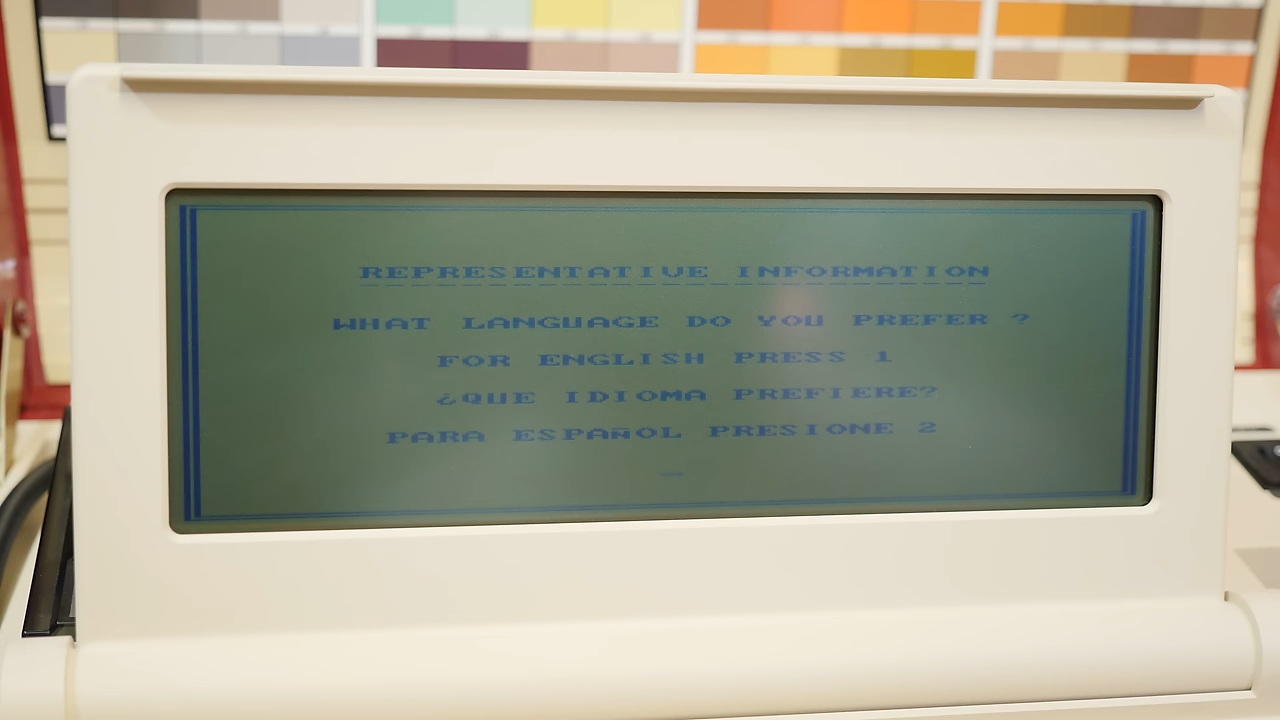 REPRESENTATIVE INFORMATION
WHAT LANGUAGE DO YOU PREFER ?
FOR ENGLISH PRESS 1
¿QUE IDIOMA PREFIERE?
PARA ESPAÑOL PRESIONE 2